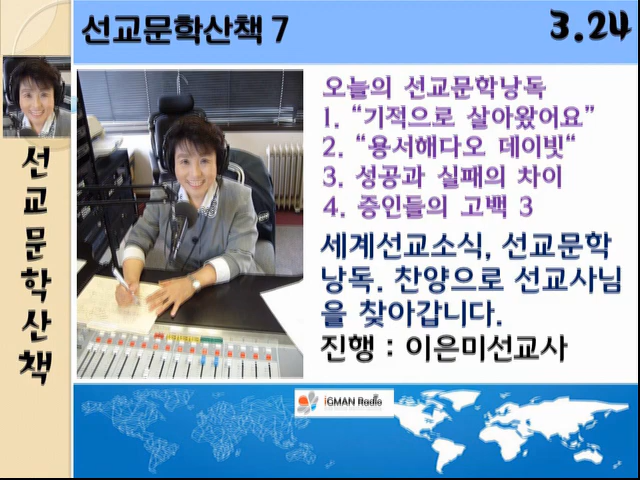 선교문학산책 7
3.24
선교문학산책
오늘의 선교문학낭독
1. “기적으로 살아왔어요”
2. “용서해다오 데이빗“
3. 성공과 실패의 차이
4. 증인들의 고백 3
세계선교소식, 선교문학
낭독. 찬양으로 선교사님
을 찾아갑니다.
진행 : 이은미선교사
iGMAN Radio